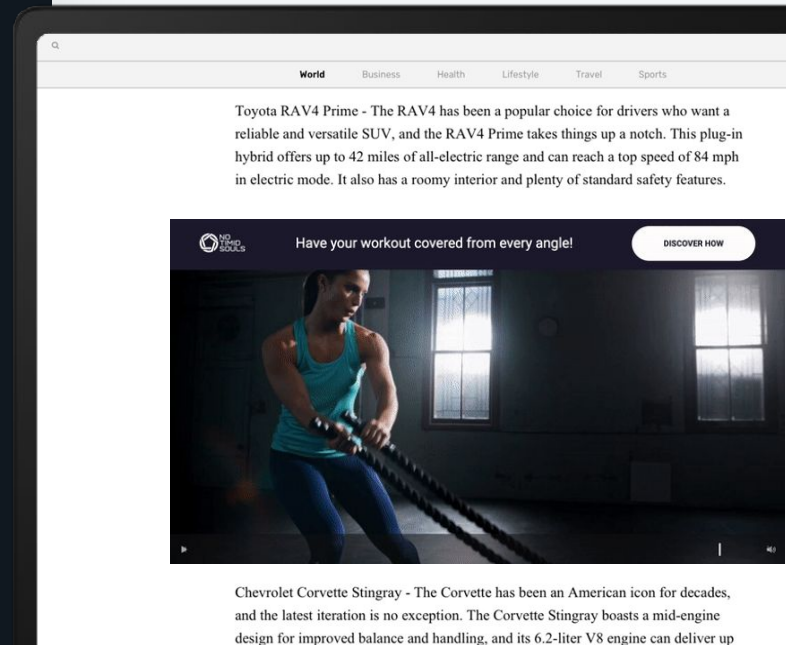 World Business Health Lifestyle Travel Sports
Toyota RAV4 Prime - The RAV4 has been a popular choice for drivers who want a
reliable and versatile SUV, and the RAV4 Prime takes things up a notch. This plug-in
hybrid offers up to 42 miles of all-electric range and can reach a top speed of 84 mph
in electric mode. It also has a roomy interior and plenty of standard safety features.
NO
TIMID
SOULS
Have your workout covered from every angle!
DISCOVER HOW
Chevrolet Corvette Stingray - The Corvette has been an American icon for decades,
and the latest iteration is no exception. The Corvette Stingray boasts a mid-engine
design for improved balance and handling, and its 6.2-liter V8 engine can deliver up